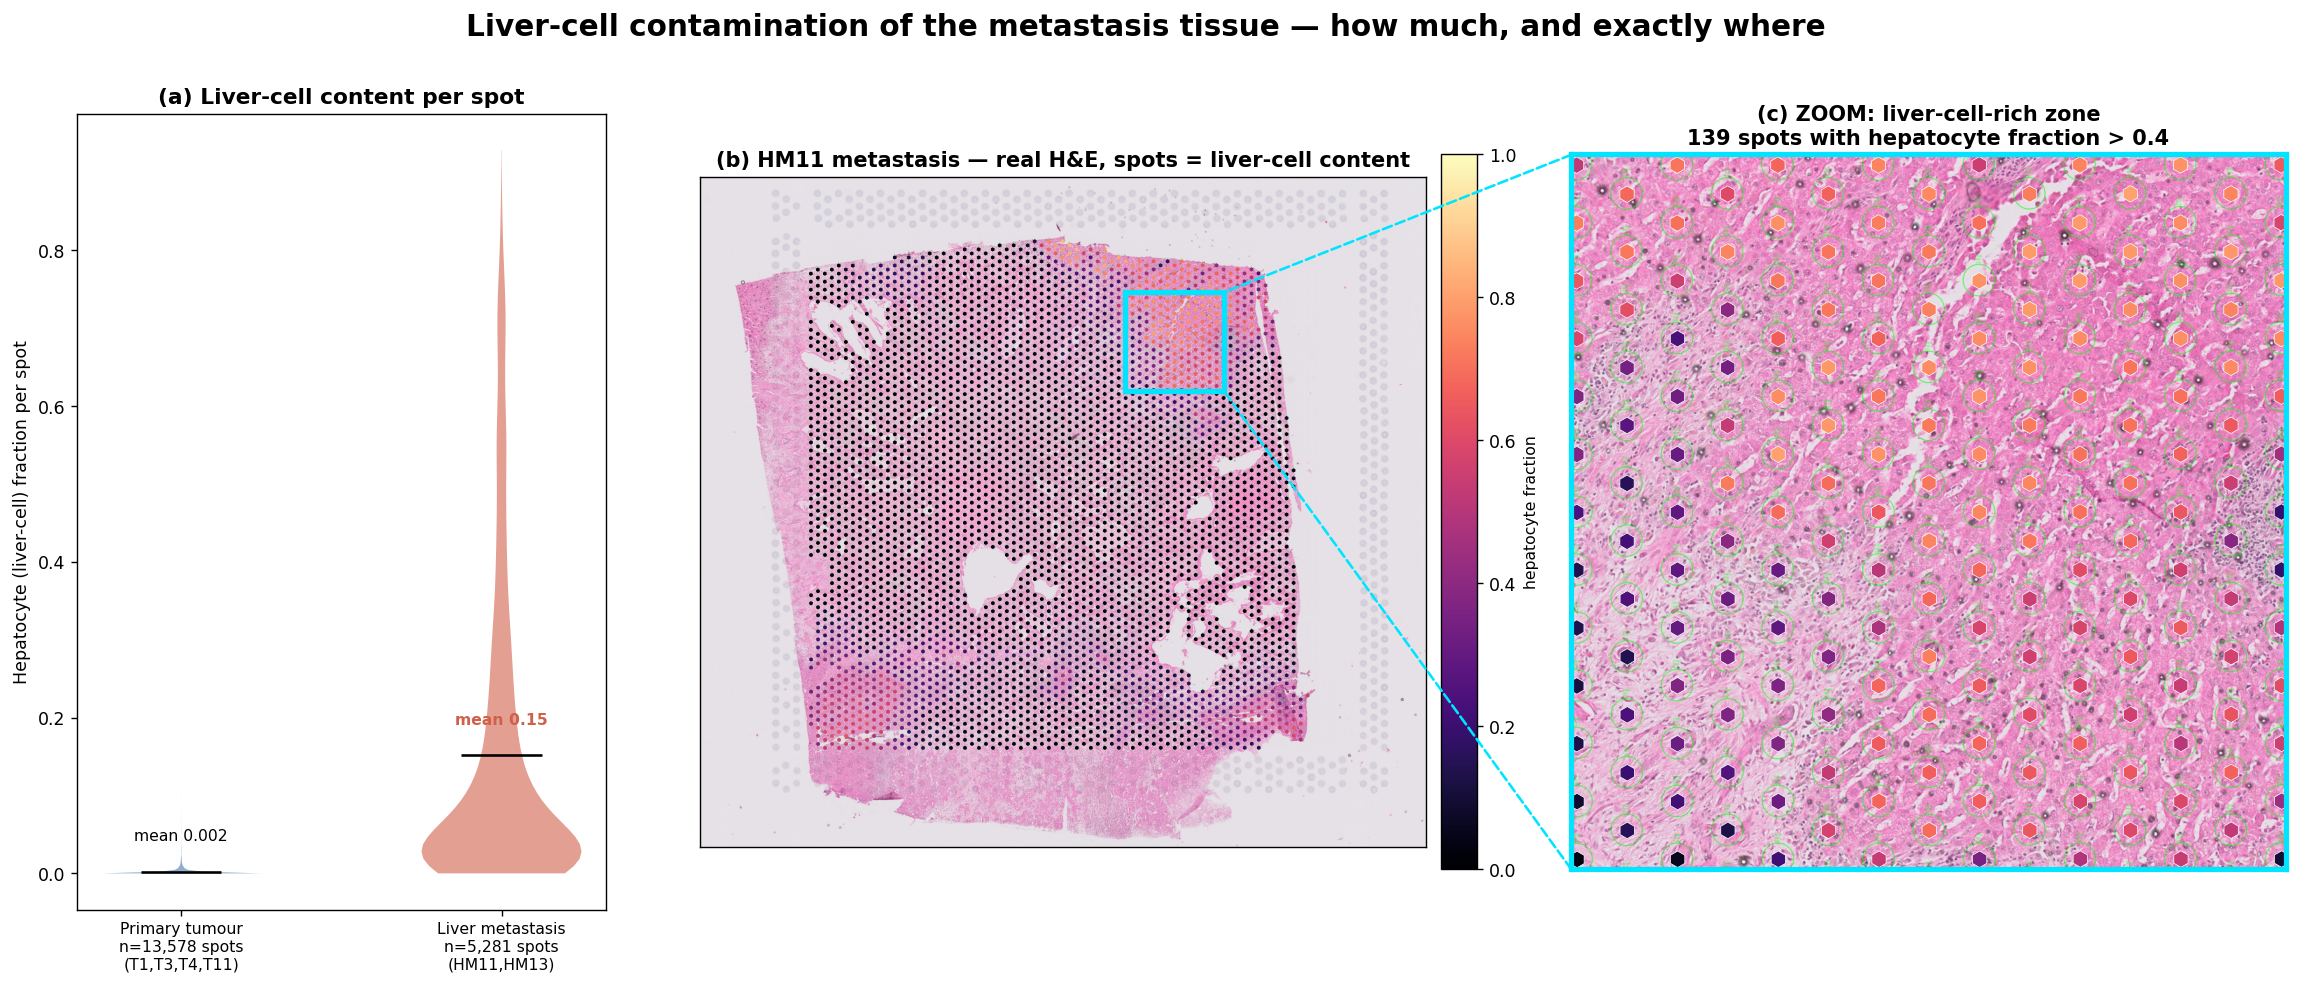 Liver-cell contamination of the metastasis tissue — how much, and exactly where
(a) Liver-cell content per spot
Hepatocyte (liver-cell) fraction per spot
0.8
0.6
0.4
0.2
0.0
mean 0.002
mean 0.15
Primary tumour
n=13,578 spots
(T1,T3,T4,T11)
Liver metastasis
n=5,281 spots
(HM11,HM13)
(b) HM11 metastasis — real H&E, spots = liver-cell content
1.0
0.8
0.6
0.4
0.2
0.0
hepatocyte fraction
(c) ZOOM: liver-cell-rich zone
139 spots with hepatocyte fraction > 0.4